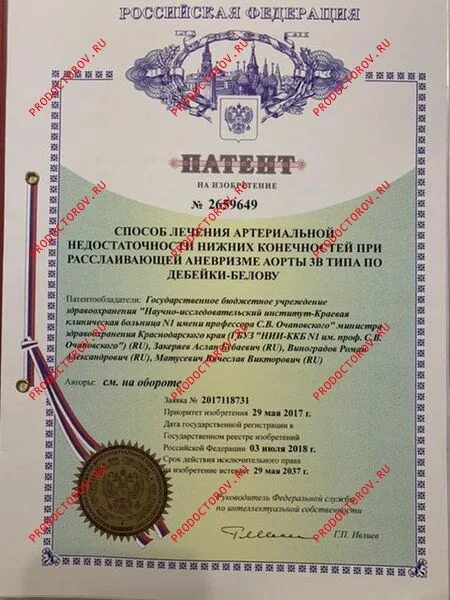 РОССИЙСКАЯ ФЕДЕРАЦИЯ
ПАТЕНТ
НА ИЗОБРЕТЕНИЕ
№ 2659649
СПОСОБ ЛЕЧЕНИЯ АРТЕРИАЛЬНОЙ
НЕДОСТАТОЧНОСТИ НИЖНИХ КОНЕЧНОСТЕЙ ПРИ
РАССЛАИВАЮЩЕЙ АНЕВРИЗМЕ АОРТЫ 3B ТИПА ПО
ДЕБЕЙКИ-БЕЛОВУ
Патентообладатели: Государственное бюджетное учреждение
здравоохранения "Научно-исследовательский институт-Краевая
клиническая больница N1 имени профессора С.В. Очаповского" министра
здравоохранения Краснодарского края (ГБУЗ "НИИ-ККБ N1 им. проф. С.В.
Очаповского") (RU), Закеряев Аслан Бубаевич (RU), Виноградов Роман
Александрович (RU), Матусевич Вячеслав Викторович (RU)
Авторы: см. на обороте
Заявка № 2017118731
Приоритет изобретения 29 мая 2017 г.
Дата государственной регистрации в
Государственном реестре изобретений
Российской Федерации 03 июля 2018 г.
Срок действия исключительного права
на изобретение истекает 29 мая 2037 г.
Руководитель Федеральной службы
по интеллектуальной собственности
Г.П. Ивлиев
PRODOCTOROV.RU